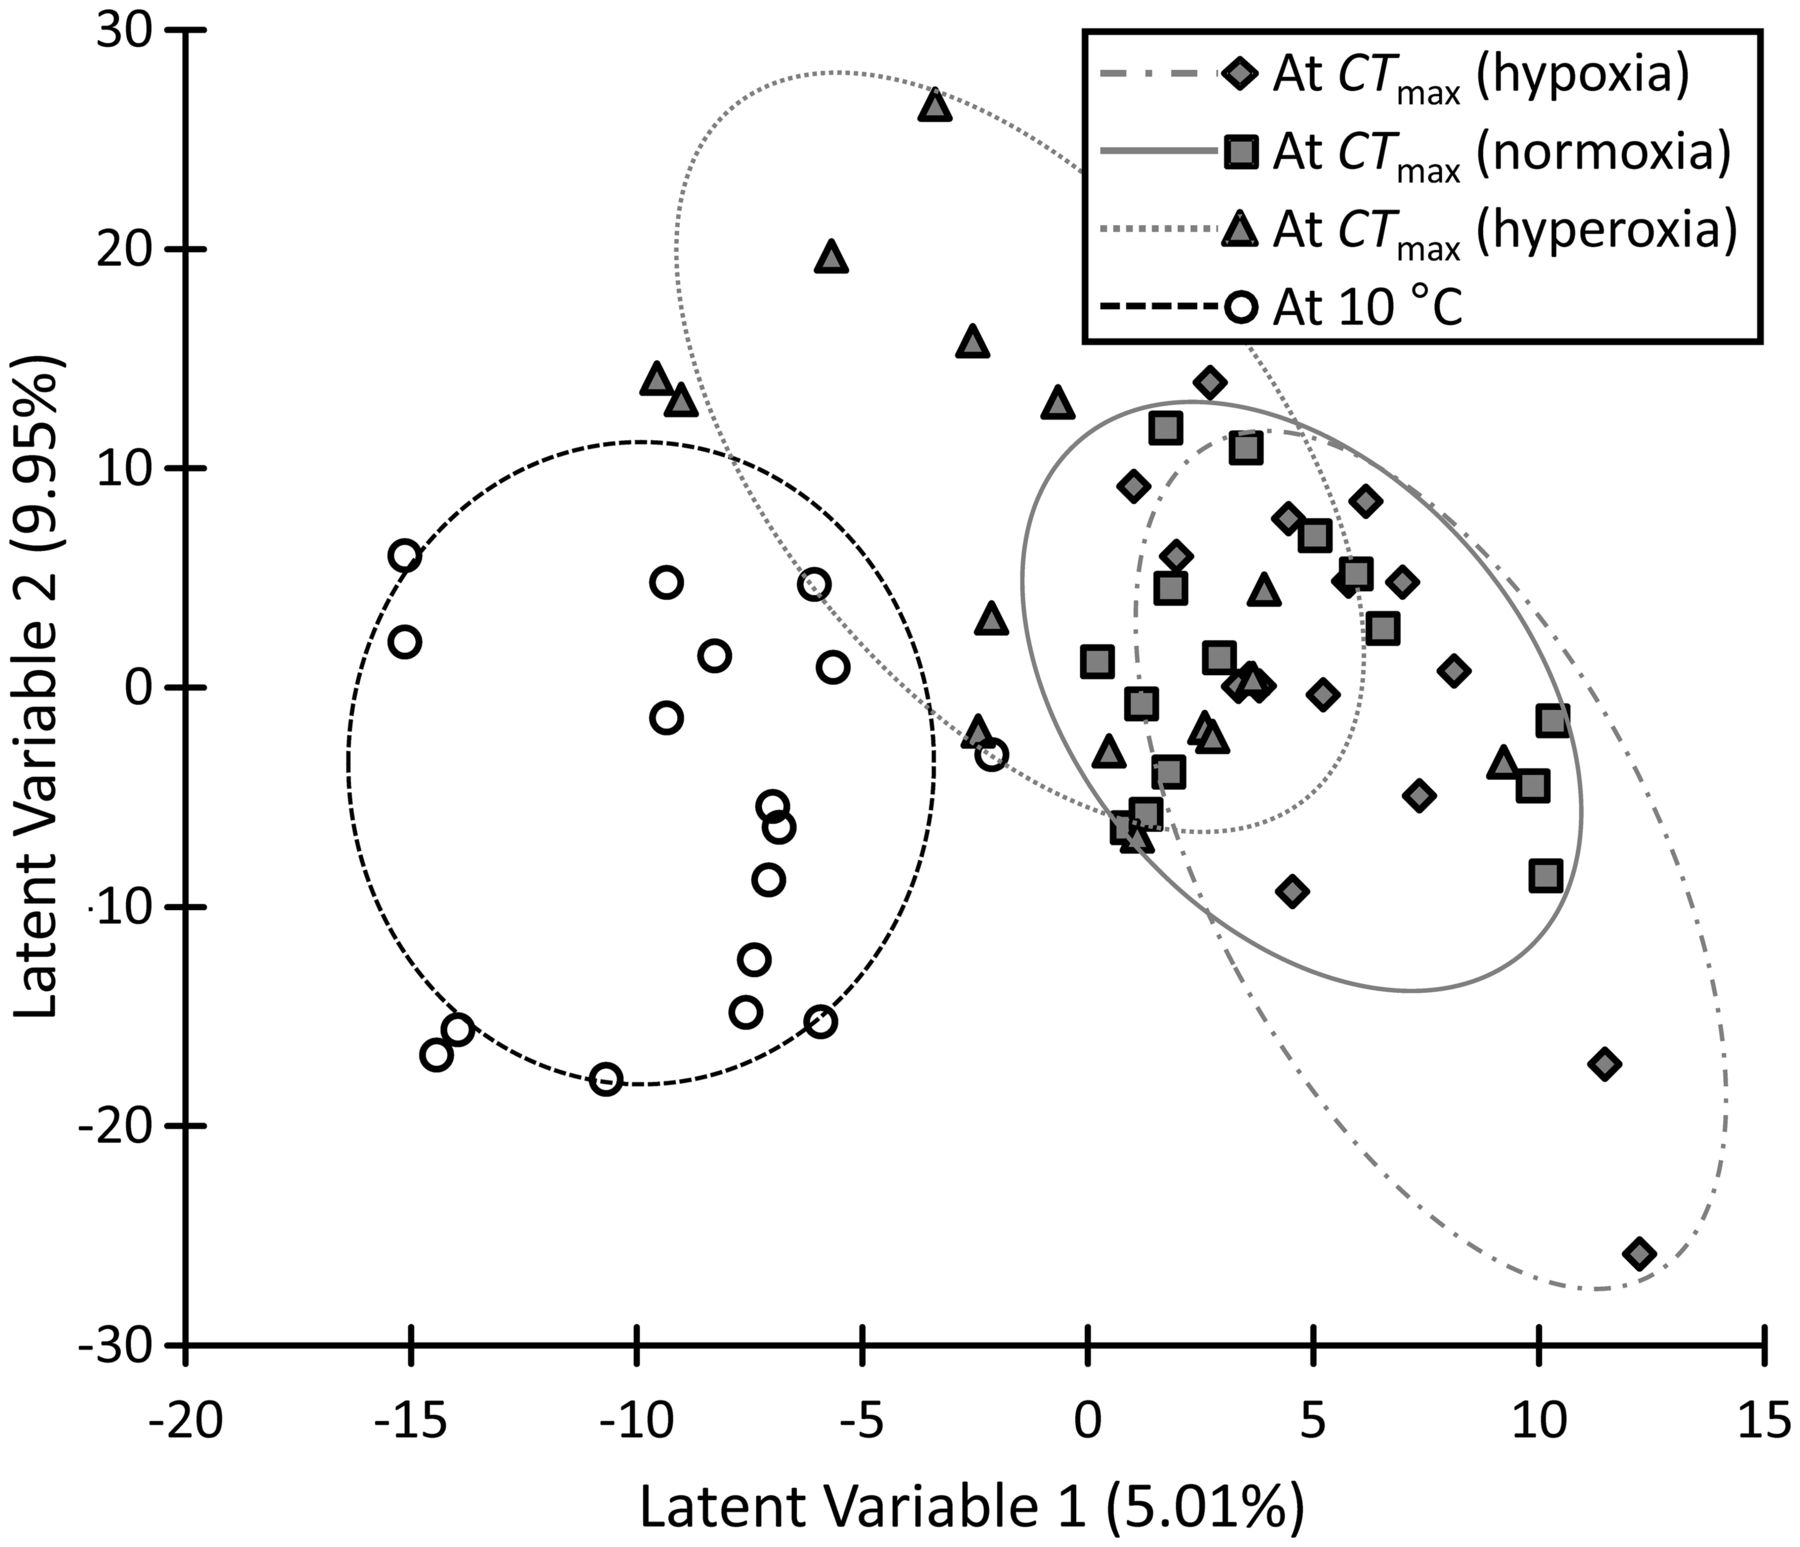 30
20
10
0
·10
-20
-30
Latent Variable 2 (9.95%)
At CTmax (hypoxia)
At CTmax (normoxia)
At CTmax (hyperoxia)
At 10 °C
-20 -15 -10 -5 0 5 10 15
Latent Variable 1 (5.01%)